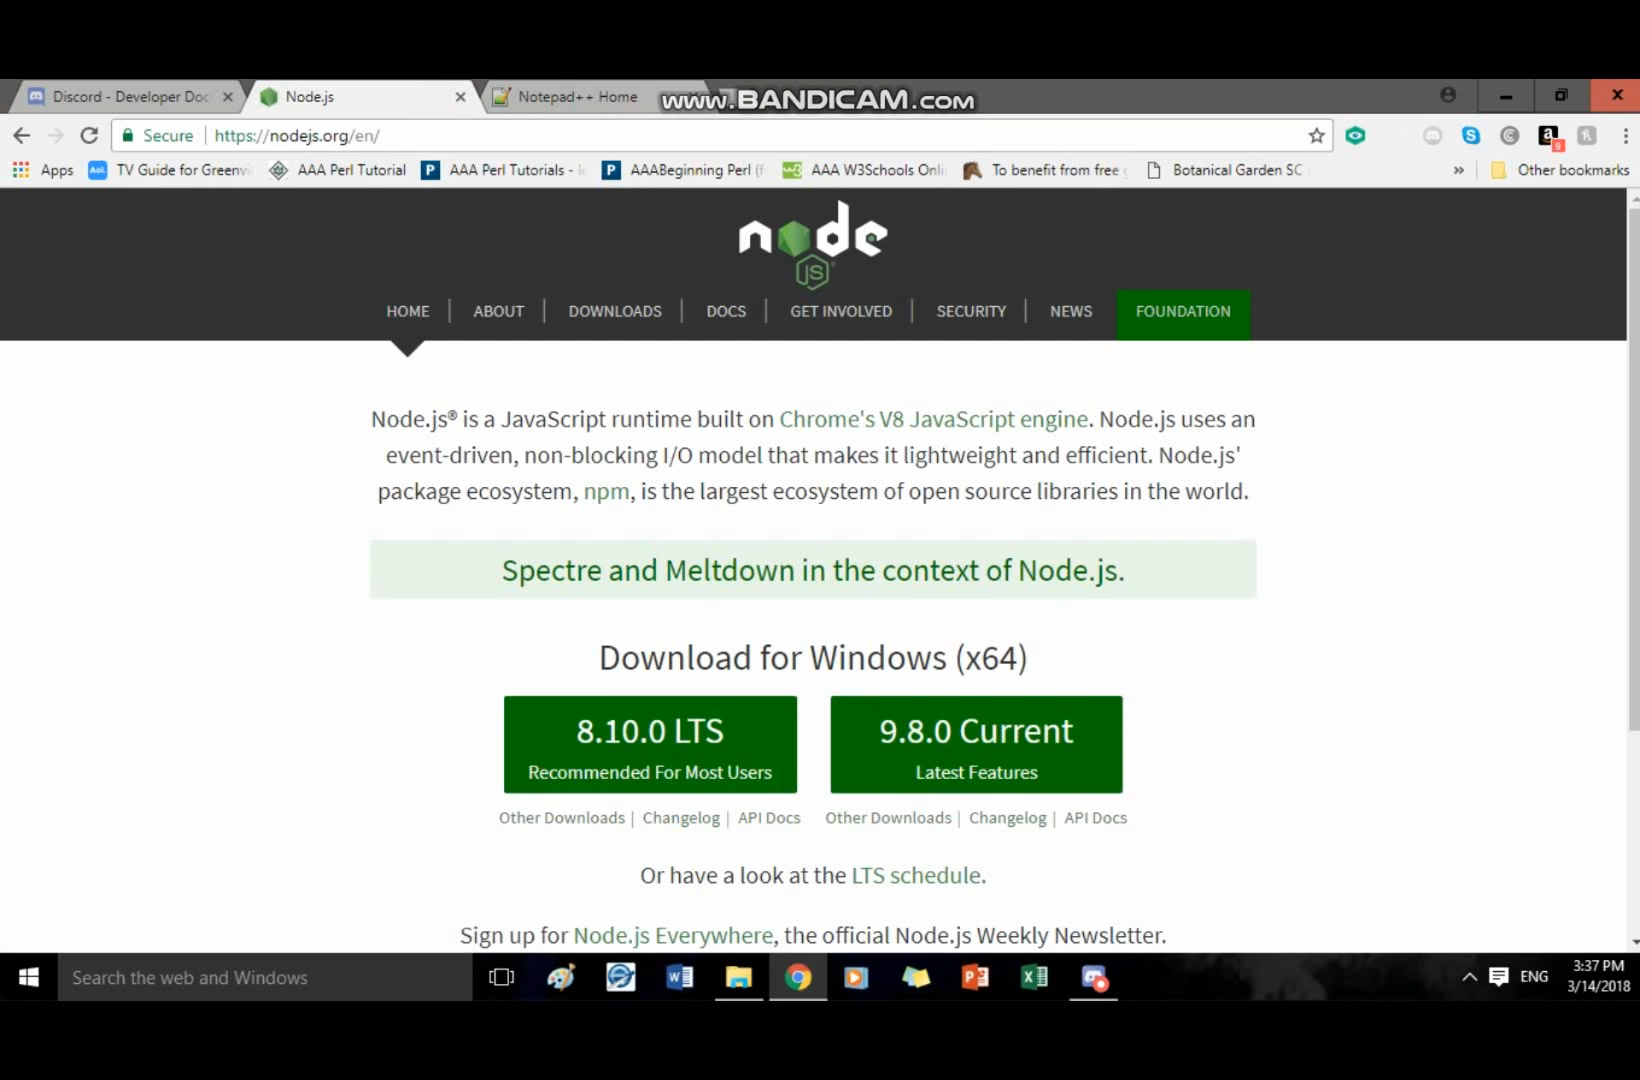 Discord - Developer Doc
Node.js
Notepad++ Home
www.BANDICAM.com
Secure
https://nodejs.org/en/
Apps
Aol.
TV Guide for Greenvi
AAA Perl Tutorial
P
AAA Perl Tutorials - le
P
AAABeginning Perl (f
w3
AAA W3Schools Onli
To benefit from free
Botanical Garden SC
»
Other bookmarks
9
node
JS
HOME
ABOUT
DOWNLOADS
DOCS
GET INVOLVED
SECURITY
NEWS
FOUNDATION
Node.js® is a JavaScript runtime built on Chrome's V8 JavaScript engine. Node.js uses an
event-driven, non-blocking I/O model that makes it lightweight and efficient. Node.js'
package ecosystem, npm, is the largest ecosystem of open source libraries in the world.
Spectre and Meltdown in the context of Node.js.
Download for Windows (x64)
8.10.0 LTS
Recommended For Most Users
9.8.0 Current
Latest Features
Other Downloads | Changelog | API Docs
Other Downloads | Changelog | API Docs
Or have a look at the LTS schedule.
Sign up for Node.js Everywhere, the official Node.js Weekly Newsletter.
Search the web and Windows
ENG
3:37 PM
3/14/2018